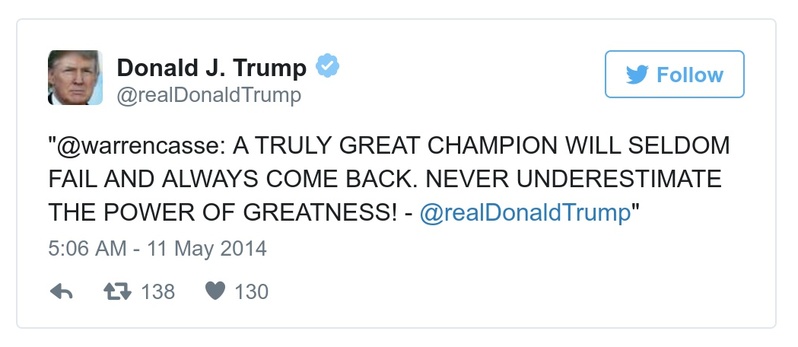 Donald J. Trump
@realDonaldTrump
Follow
"@warrencasse: A TRULY GREAT CHAMPION WILL SELDOM
FAIL AND ALWAYS COME BACK. NEVER UNDERESTIMATE
THE POWER OF GREATNESS! - @realDonaldTrump"
5:06 AM - 11 May 2014
138 130